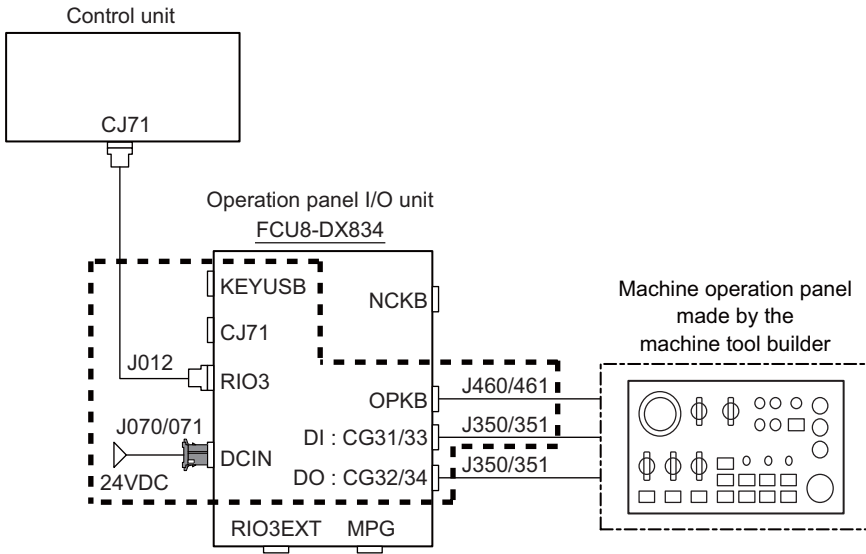 Control unit
CJ71
Operation panel I/O unit
FCU8-DX834
KEYUSB
NCKB
CJ71
J012
RIO3
Machine operation panel
made by the
machine tool builder
OPKB
J460/461
J070/071
DI : CG31/33
J350/351
DCIN
24VDC
DO : CG32/34
J350/351
RIO3EXT
MPG